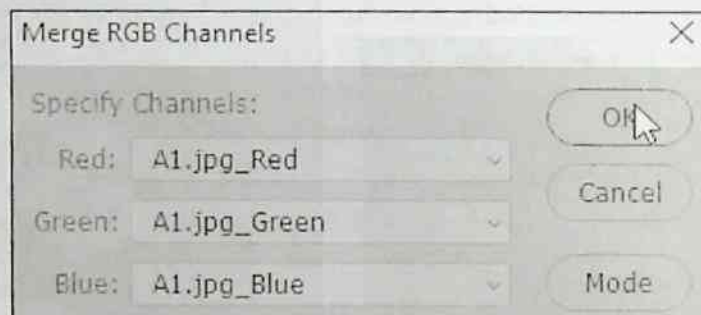 Merge RGB Channels
Specify Channels:
OK
Red: A1.jpg_Red
Cancel
Green: A1.jpg_Green
Blue: A1.jpg_Blue
Mode